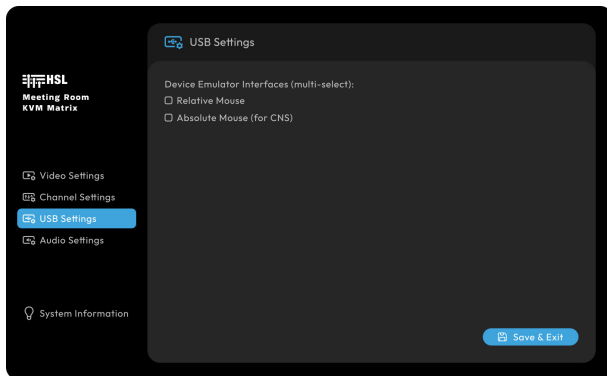 USB Settings
HSL
Meeting Room
KVM Matrix
Device Emulator Interfaces (multi-select):
Relative Mouse
Absolute Mouse (for CNS)
Video Settings
Channel Settings
USB Settings
Audio Settings
System Information
Save & Exit